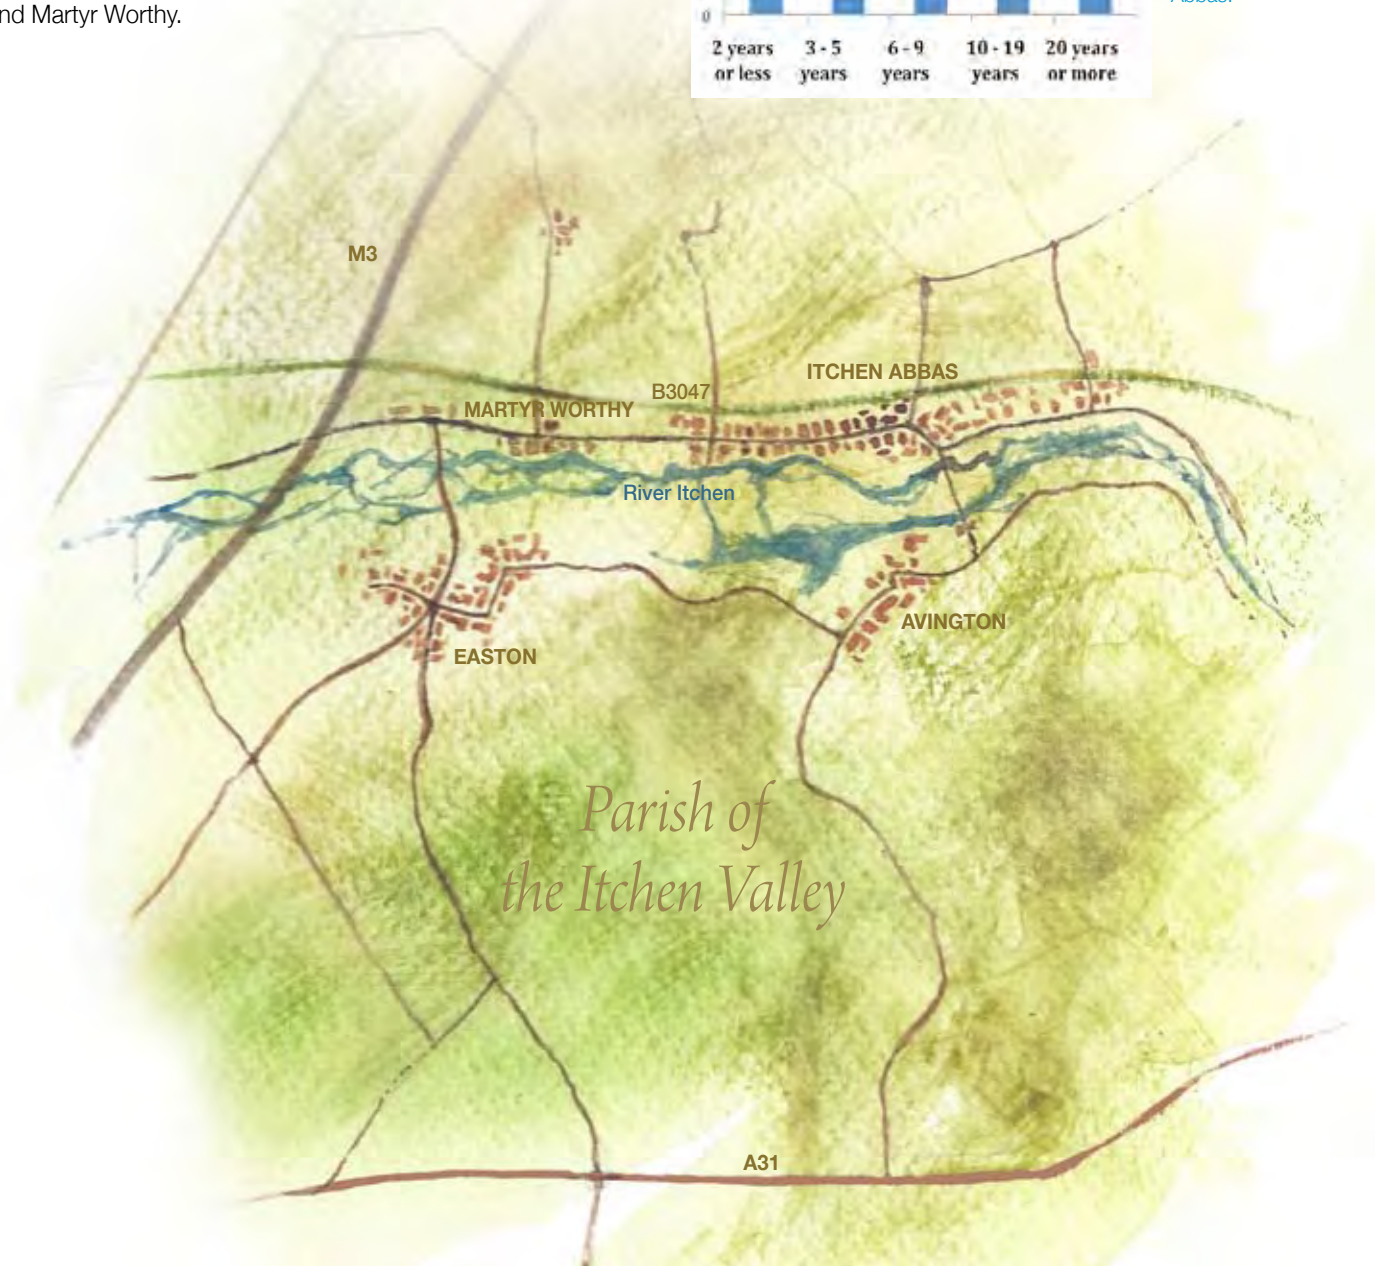 nd Martyr Worthy.
Abbas.
0
2 years or less
3 - 5 years
6 - 9 years
10 - 19 years
20 years or more
M3
ITCHEN ABBAS
B3047
MARTYR WORTHY
River Itchen
AVINGTON
EASTON
Parish of
the Itchen Valley
A31